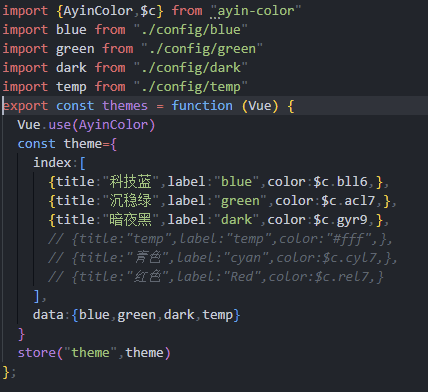 import {AyinColor,$c} from "ayin-color"
import blue from "./config/blue"
import green from "./config/green"
import dark from "./config/dark"
import temp from "./config/temp"
export const themes = function (Vue) {
  Vue.use(AyinColor)
  const theme={
    index:[
      {title:"科技蓝",label:"blue",color:$c.bll6,},
      {title:"沉稳绿",label:"green",color:$c.acl7,},
      {title:"暗夜黑",label:"dark",color:$c.gyr9,},
      // {title:"temp",label:"temp",color:"#fff",},
      // {title:"青色",label:"cyan",color:$c.cyl7,},
      // {title:"红色",label:"Red",color:$c.rel7,}
    ],
    data:{blue,green,dark,temp}
  }
  store("theme",theme)
};